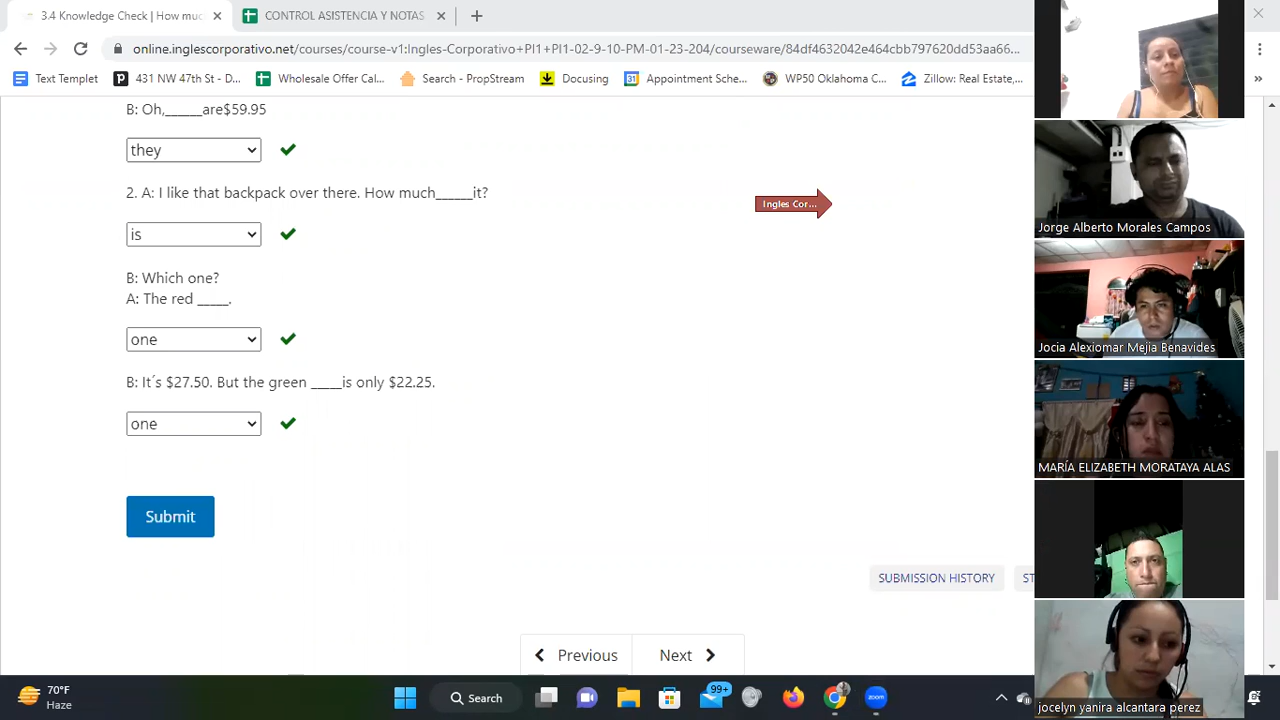 3.4 Knowledge Check | How muc
CONTROL ASISTENCIA Y NOTAS
online.inglescorporativo.net/courses/course-v1:Ingles-Corporativo+PI1+PI1-02-9-10-PM-01-23-204/courseware/84df4632042e464cbb797620dd53aa66...
Text Templet
431 NW 47th St - D...
Wholesale Offer Cal...
Search - PropStream
Docusing
Appointment Sche...
WP50 Oklahoma C...
Zillow: Real Estate,...
B: Oh,______are$59.95
they
2. A: I like that backpack over there. How much______it?
is
B: Which one?
A: The red _____.
one
B: It´s $27.50. But the green _____is only $22.25.
one
Submit
SUBMISSION HISTORY
ST
Previous
Next
Ingles Cor...
Jorge Alberto Morales Campos
Jocia Alexiomar Mejia Benavides
MARÍA ELIZABETH MORATAYA ALAS
jocelyn yanira alcantara perez
70°F
Haze
Search
99+
zoom